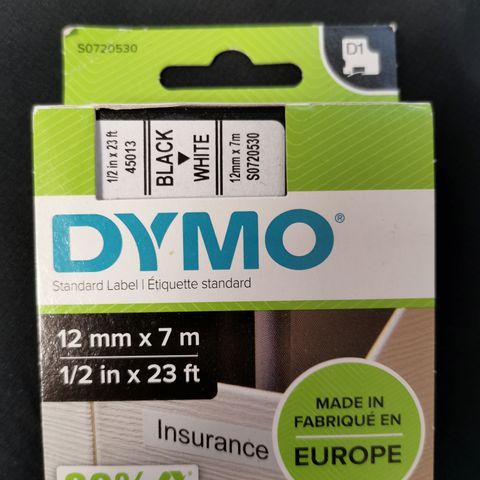 S0720530
D1
1/2 in x 23 ft
45013
BLACK
WHITE
12mm x 7m
S0720530
DYMO®
Standard Label | Étiquette standard
12 mm x 7 m
1/2 in x 23 ft
Insurance
MADE IN
FABRIQUÉ EN
EUROPE